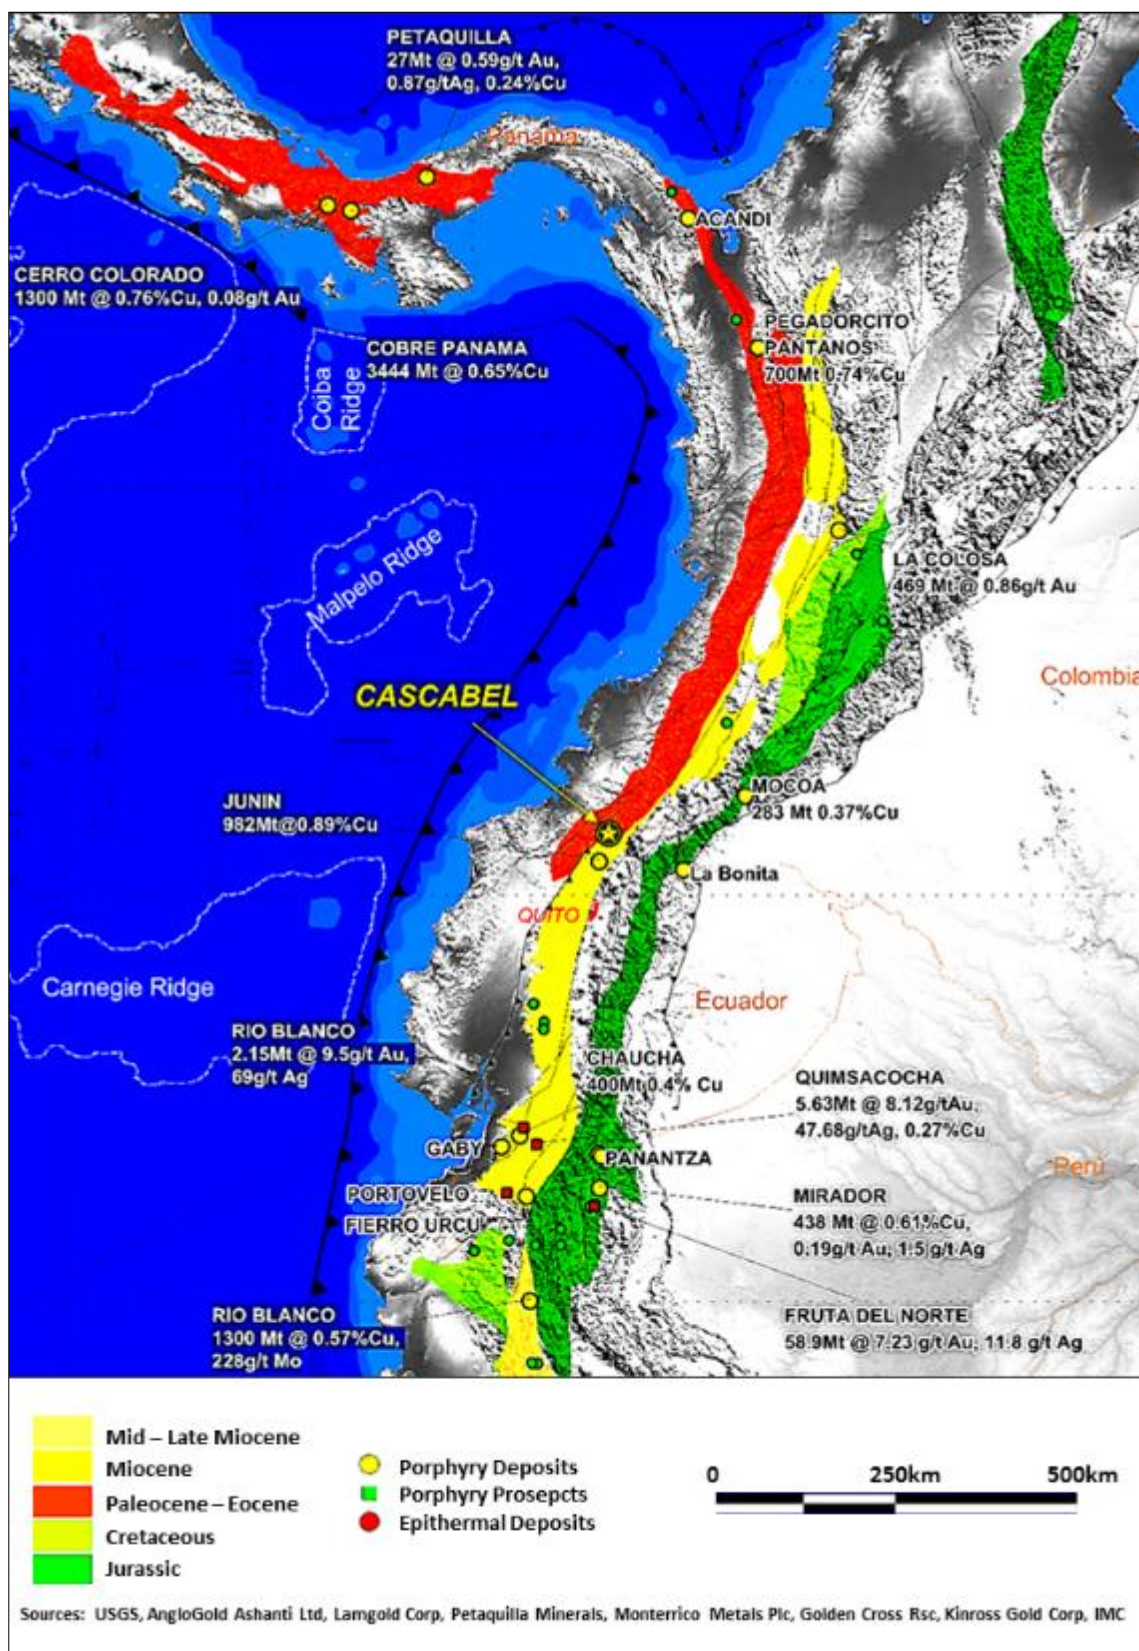 PETAQUILLA
27Mt @ 0.59g/t Au,
0.87g/tAg, 0.24%Cu
Panama
ACANDI
CERRO COLORADO
1300 Mt @ 0.76%Cu, 0.08g/t Au
PEGADORCITO
PANTANOS
700Mt 0.74%Cu
COBRE PANAMA
3444 Mt @ 0.65%Cu
Coiba
Ridge
Malpelo Ridge
LA COLOSA
469 Mt @ 0.86g/t Au
Colombia
CASCABEL
MOCOA
283 Mt 0.37%Cu
JUNIN
982Mt@0.89%Cu
La Bonita
QUITO
Carnegie Ridge
Ecuador
RIO BLANCO
2.15Mt @ 9.5g/t Au,
69g/t Ag
CHAUCHA
400Mt 0.4% Cu
QUIMSACOCHA
5.63Mt @ 8.12g/tAu,
47.68g/tAg, 0.27%Cu
GABY
PANANTZA
Perú
PORTOVELO
MIRADOR
438 Mt @ 0.61%Cu,
0.19g/t Au, 1.5 g/t Ag
FIERRO URCU
RIO BLANCO
1300 Mt @ 0.57%Cu,
228g/t Mo
FRUTA DEL NORTE
58.9Mt @ 7.23 g/t Au, 11.8 g/t Ag
Mid – Late Miocene
Miocene
Paleocene – Eocene
Cretaceous
Jurassic
Porphyry Deposits
Porphyry Prosepcts
Epithermal Deposits
0 250km 500km
Sources: USGS, AngloGold Ashanti Ltd, Lamgold Corp, Petaquilla Minerals, Monterrico Metals Plc, Golden Cross Rsc, Kinross Gold Corp, IMC